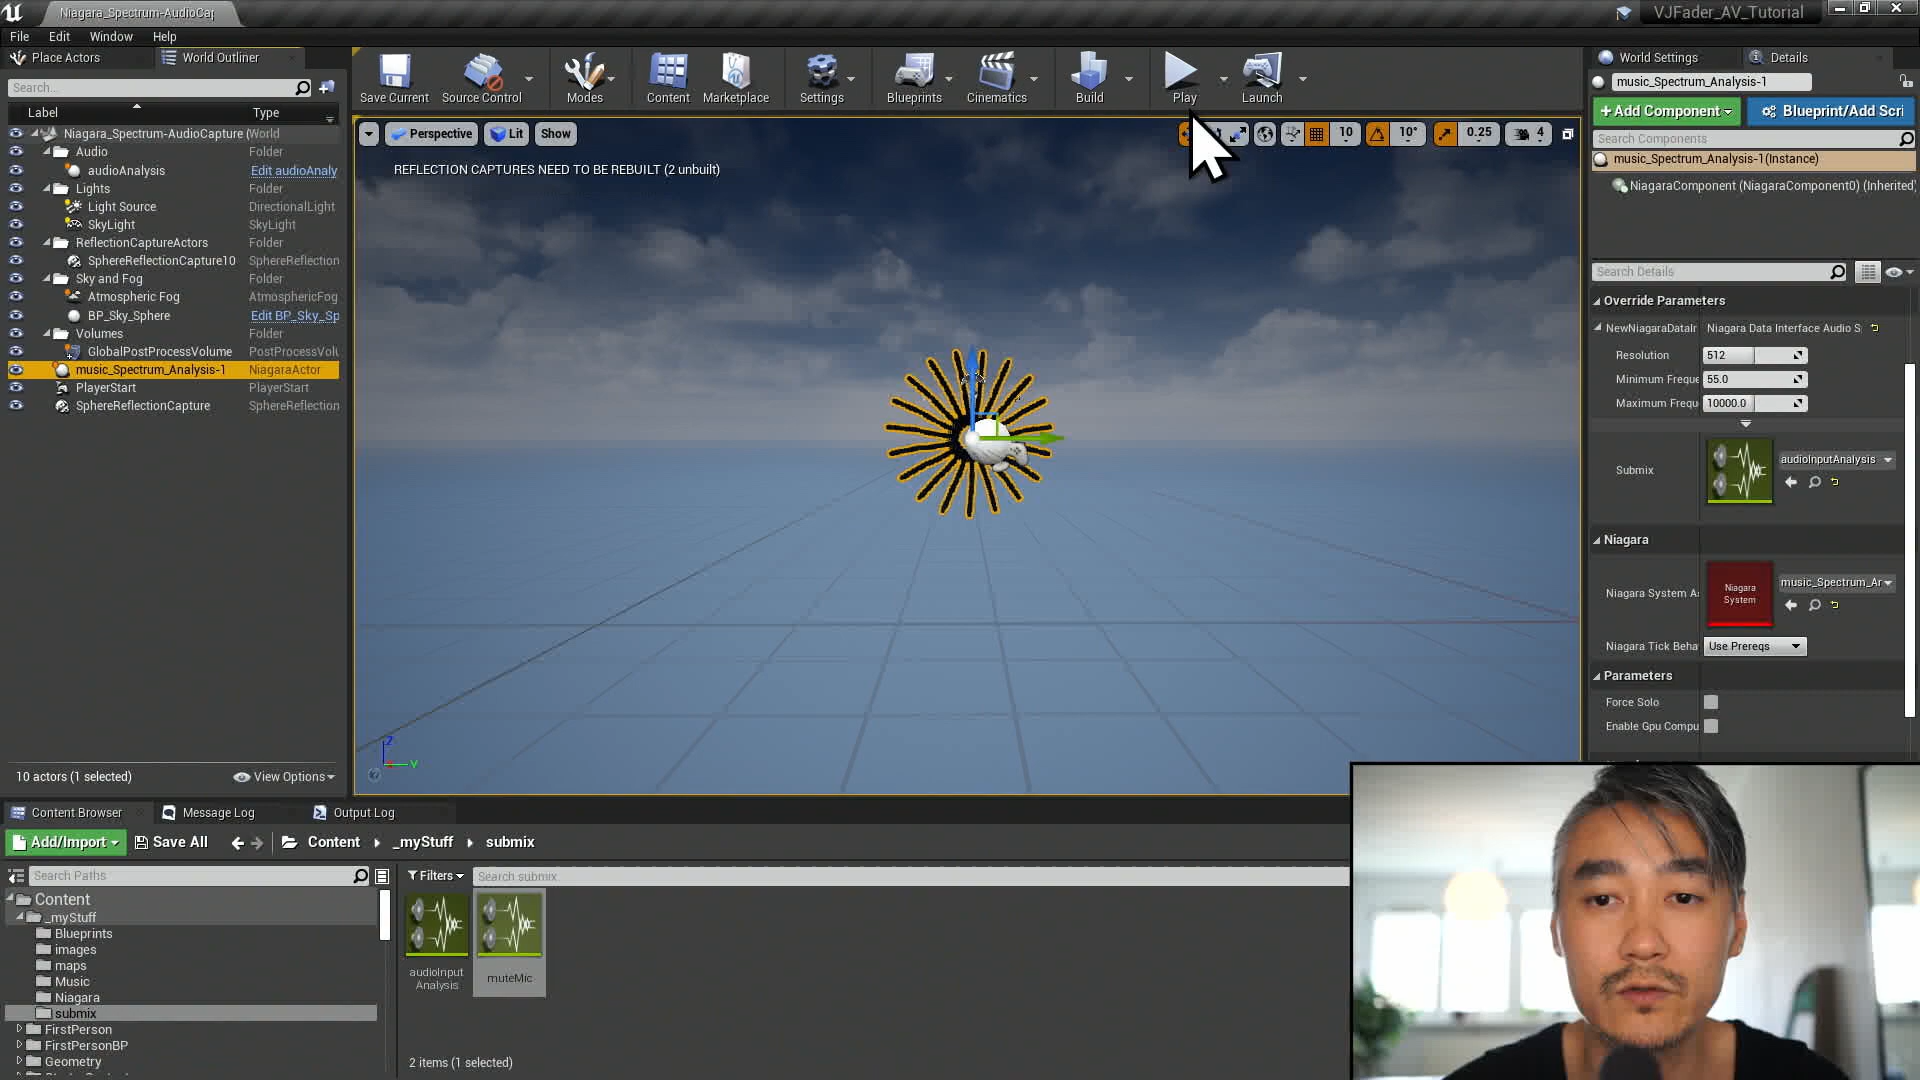 Niagara_Spectrum-AudioCap
VJFader_AV_Tutorial
File Edit Window Help
Place Actors
World Outliner
Search...
Label Type
Niagara_Spectrum-AudioCapture (World
Audio Folder
audioAnalysis Edit audioAnaly
Lights Folder
Light Source DirectionalLight
SkyLight SkyLight
ReflectionCaptureActors Folder
SphereReflectionCapture10 SphereReflection
Sky and Fog Folder
Atmospheric Fog AtmosphericFog
BP_Sky_Sphere Edit BP_Sky_Sp
Volumes Folder
GlobalPostProcessVolume PostProcessVolu
music_Spectrum_Analysis-1 NiagaraActor
PlayerStart PlayerStart
SphereReflectionCapture SphereReflection
10 actors (1 selected)
View Options
Save Current
Source Control
Modes
Content
Marketplace
Settings
Blueprints
Cinematics
Build
Play
Launch
Perspective
Lit
Show
10
10°
0.25
4
REFLECTION CAPTURES NEED TO BE REBUILT (2 unbuilt)
Z
Y
World Settings
Details
music_Spectrum_Analysis-1
+Add Component
Blueprint/Add Scri
Search Components
music_Spectrum_Analysis-1(Instance)
NiagaraComponent (NiagaraComponent0) (Inherited)
Search Details
Override Parameters
NewNiagaraDataIn Niagara Data Interface Audio S
Resolution 512
Minimum Freque 55.0
Maximum Frequ 10000.0
Submix
audioInputAnalysis
Niagara
Niagara System As
Niagara
System
music_Spectrum_Ar
Niagara Tick Beha Use Prereqs
Parameters
Force Solo
Enable Gpu Compu
Content Browser
Message Log
Output Log
Add/Import
Save All
Content
_myStuff
submix
Search Paths
Filters
Search submix
Content
_myStuff
Blueprints
images
maps
Music
Niagara
submix
FirstPerson
FirstPersonBP
Geometry
audioInput
Analysis
muteMic
2 items (1 selected)